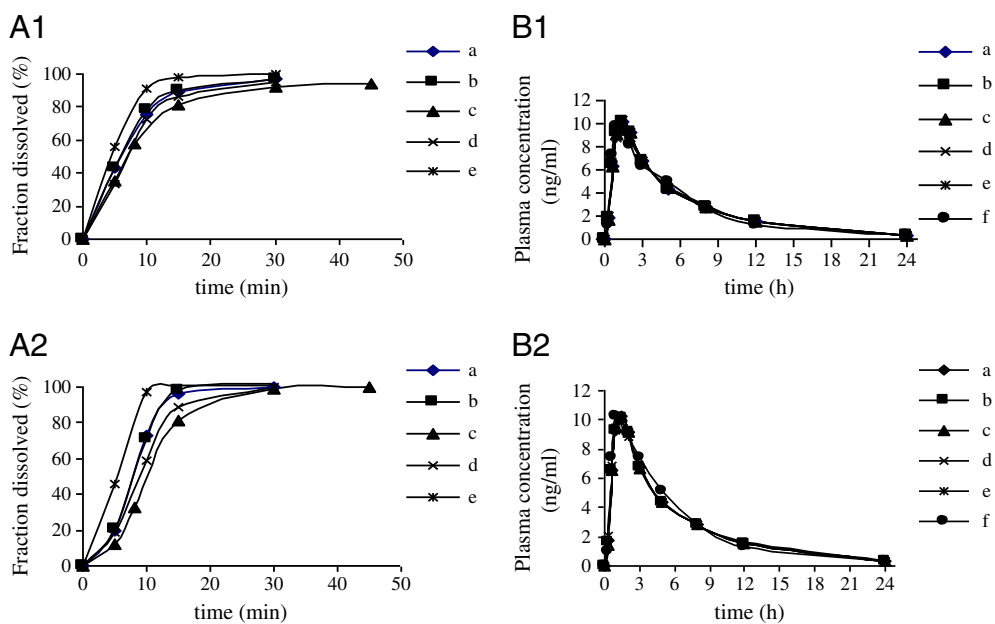 A1
Fraction dissolved (%)
100
80
60
40
20
0
0 10 20 30 40 50
time (min)
a
b
c
d
e
B1
Plasma concentration
(ng/ml)
12
10
8
6
4
2
0
0 3 6 9 12 15 18 21 24
time (h)
a
b
c
d
e
f
A2
Fraction dissolved (%)
100
80
60
40
20
0
0 10 20 30 40 50
time (min)
a
b
c
d
e
B2
Plasma concentration
(ng/ml)
12
10
8
6
4
2
0
0 3 6 9 12 15 18 21 24
time (h)
a
b
c
d
e
f